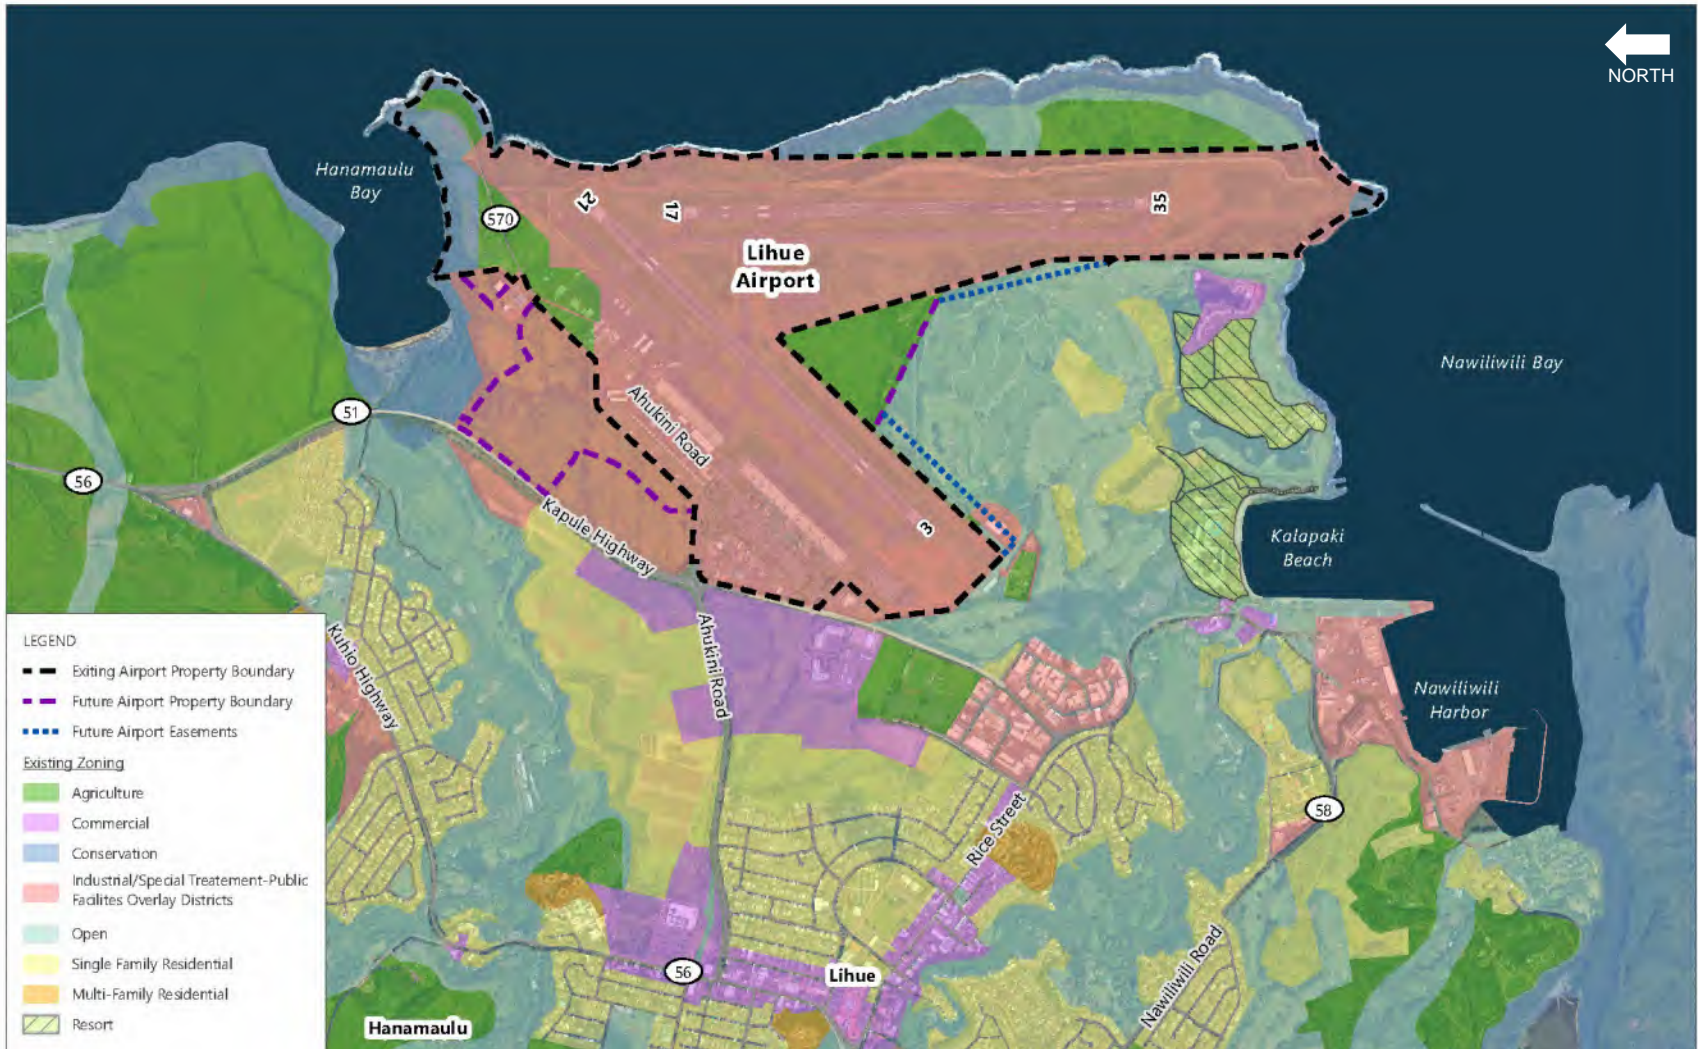 NORTH
Hanamaulu
Bay
570
21
17
35
Lihue
Airport
51
56
Ahukini Road
Kapule Highway
3
Nawiliwili Bay
Kalapaki
Beach
Kuhio Highway
Ahukini Road
Nawiliwili
Harbor
Rice Street
58
Nawiliwili Road
56
Lihue
Hanamaulu
LEGEND
Exiting Airport Property Boundary
Future Airport Property Boundary
Future Airport Easements
Existing Zoning
Agriculture
Commercial
Conservation
Industrial/Special Treatement-Public
Facilites Overlay Districts
Open
Single Family Residential
Multi-Family Residential
Resort